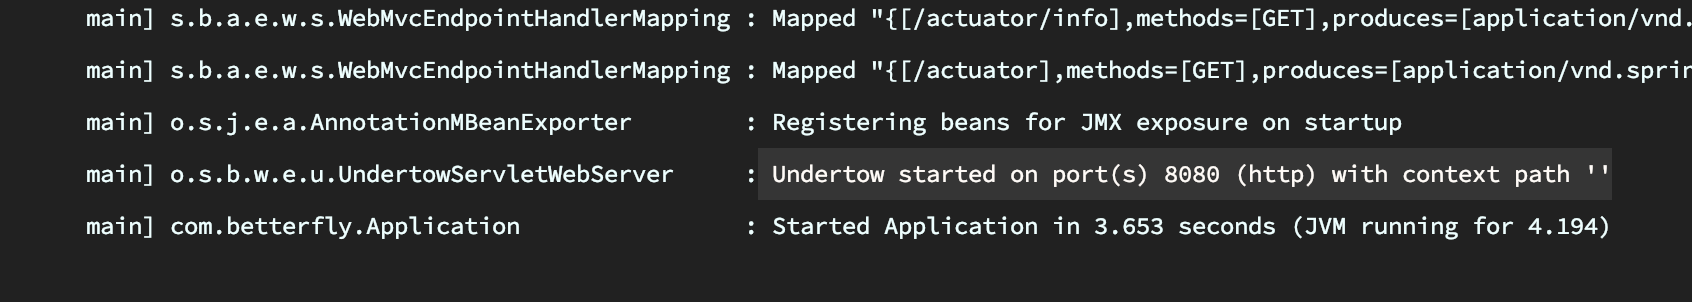 main] s.b.a.e.w.s.WebMvcEndpointHandlerMapping : Mapped "{[/actuator/info],methods=[GET],produces=[application/vnd.
main] s.b.a.e.w.s.WebMvcEndpointHandlerMapping : Mapped "{[/actuator],methods=[GET],produces=[application/vnd.sprin
main] o.s.j.e.a.AnnotationMBeanExporter : Registering beans for JMX exposure on startup
main] o.s.b.w.e.u.UndertowServletWebServer : Undertow started on port(s) 8080 (http) with context path ''
main] com.betterfly.Application : Started Application in 3.653 seconds (JVM running for 4.194)